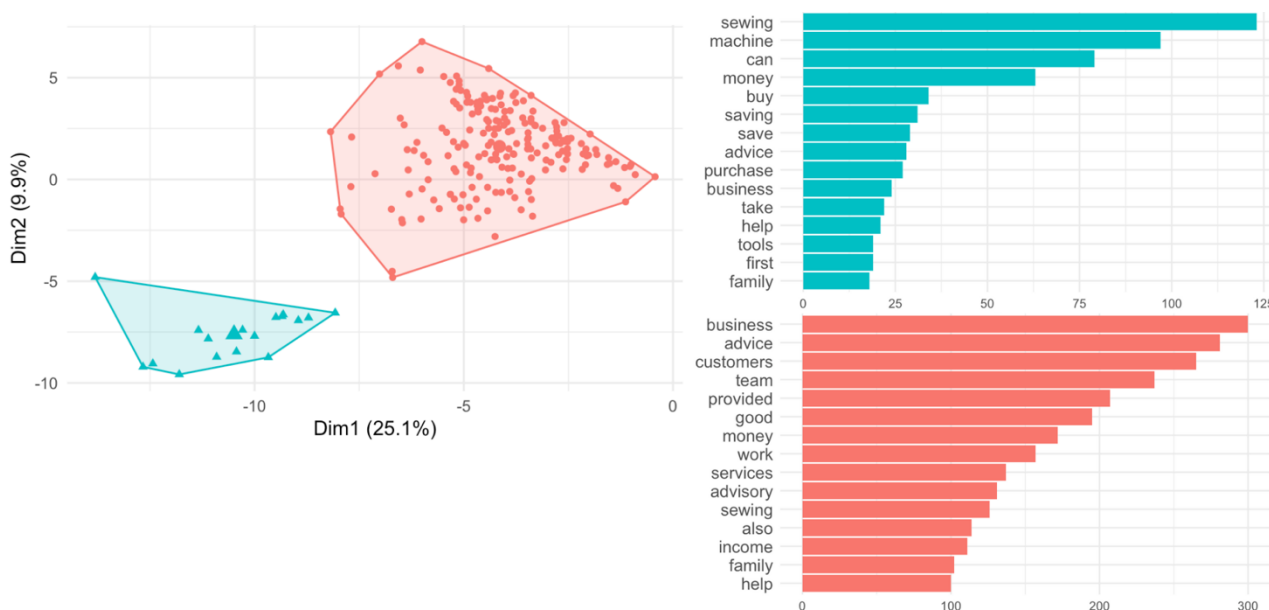 Dim2 (9.9%)
5
0
-5
-10
-10
-5
0
Dim1 (25.1%)
sewing
machine
can
money
buy
saving
save
advice
purchase
business
take
help
tools
first
family
0
25
50
75
100
125
business
advice
customers
team
provided
good
money
work
services
advisory
sewing
also
income
family
help
0
100
200
300